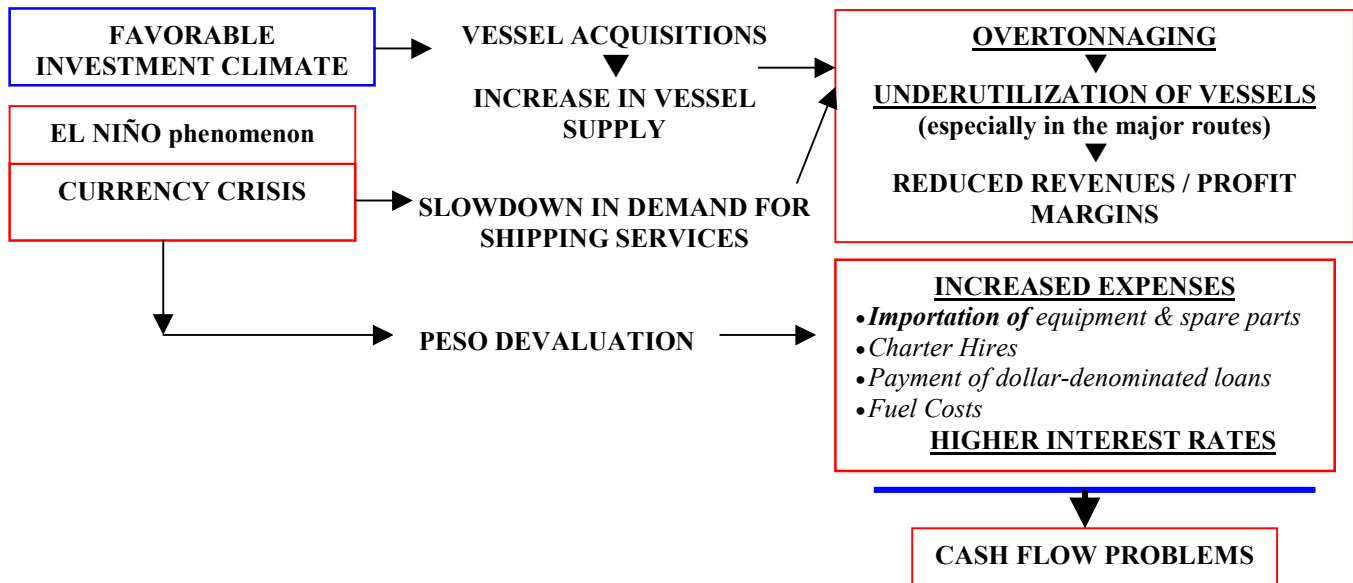 FAVORABLE
INVESTMENT CLIMATE
VESSEL ACQUISITIONS
INCREASE IN VESSEL
SUPPLY
OVERTONNAGING
UNDERUTILIZATION OF VESSELS
(especially in the major routes)
REDUCED REVENUES / PROFIT
MARGINS
EL NIÑO phenomenon
CURRENCY CRISIS
SLOWDOWN IN DEMAND FOR
SHIPPING SERVICES
PESO DEVALUATION
INCREASED EXPENSES
•Importation of equipment & spare parts
•Charter Hires
•Payment of dollar-denominated loans
•Fuel Costs
HIGHER INTEREST RATES
CASH FLOW PROBLEMS